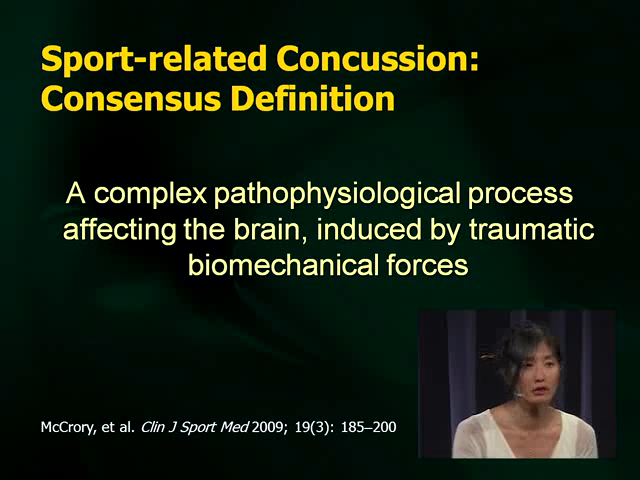 Sport-related Concussion:
Consensus Definition
A complex pathophysiological process
affecting the brain, induced by traumatic
biomechanical forces
McCrory, et al. Clin J Sport Med 2009; 19(3): 185–200